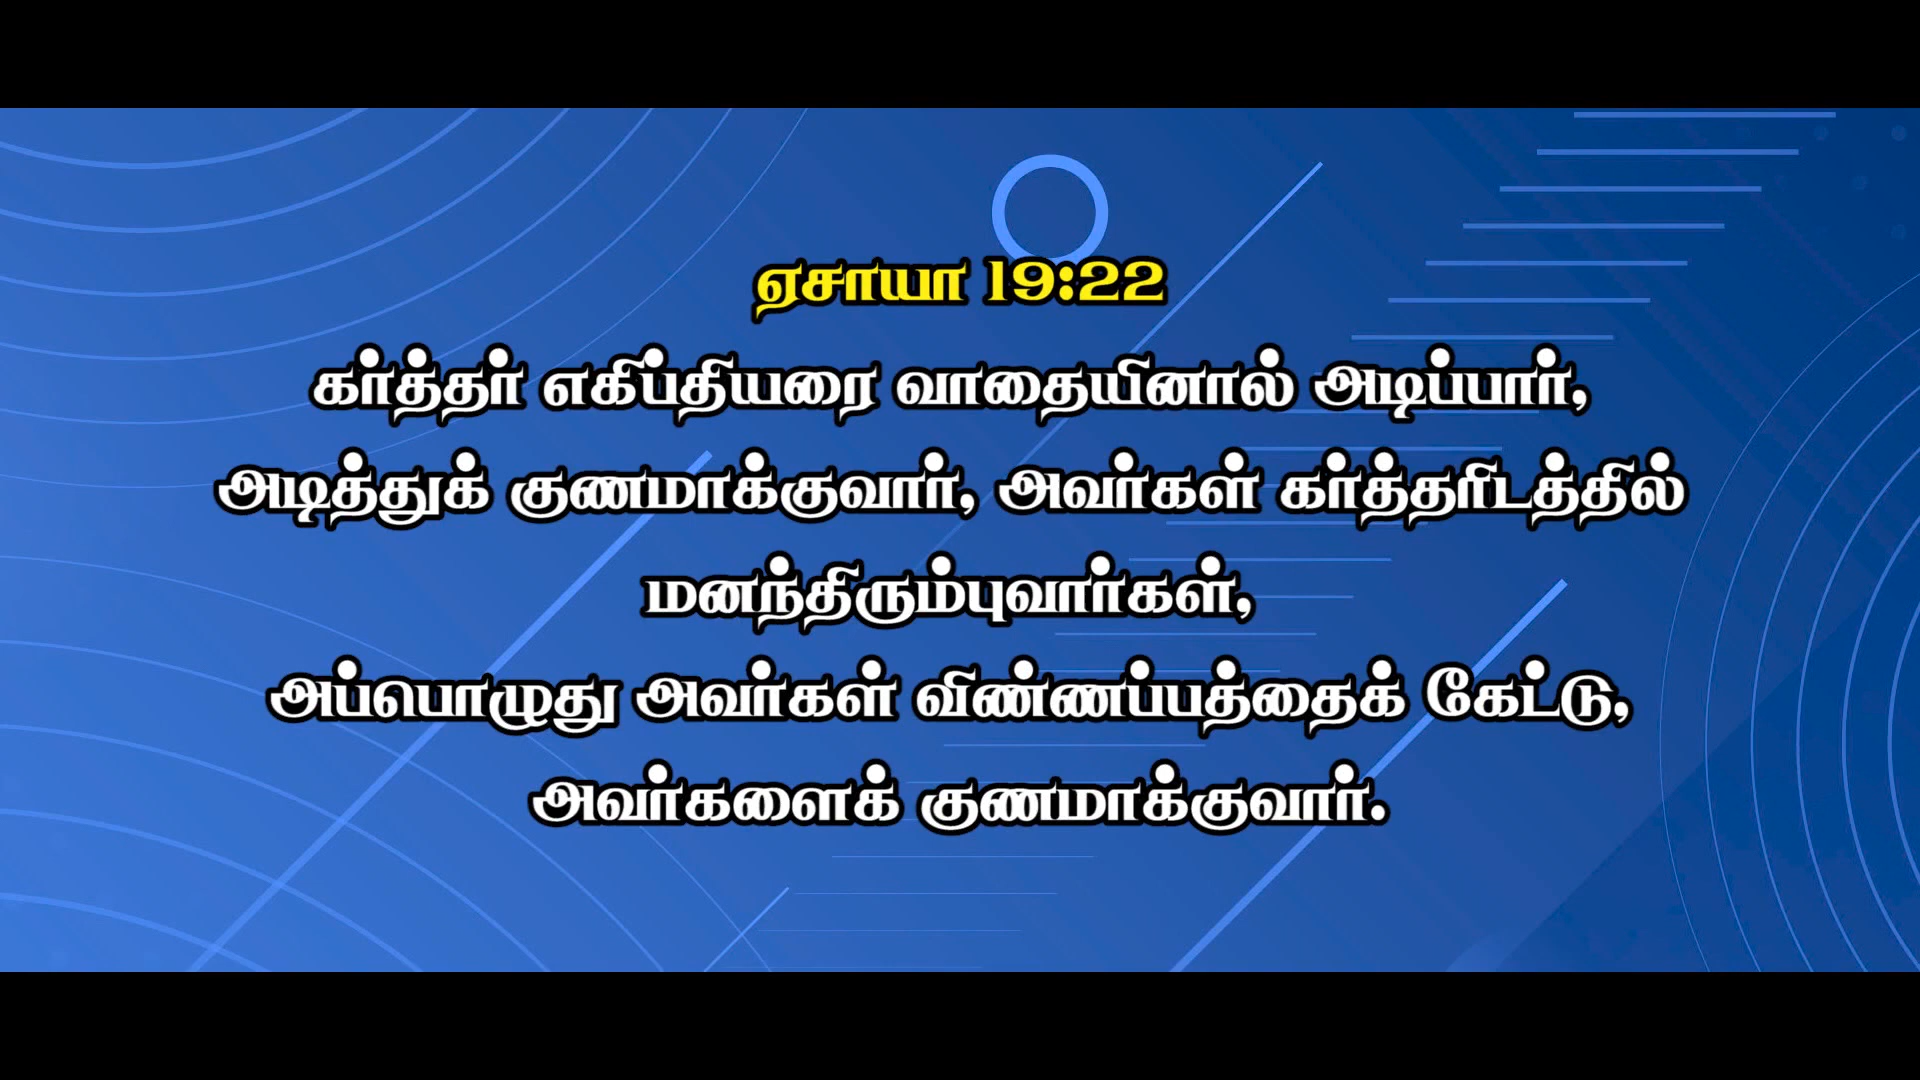 ஏசாயா 19:22
கர்த்தர் எகிப்தியரை வாதையினால் அடிப்பார்,
அடித்துக் குணமாக்குவார், அவர்கள் கர்த்தரிடத்தில்
மனந்திரும்புவார்கள்,
அப்பொழுது அவர்கள் விண்ணப்பத்தைக் கேட்டு,
அவர்களைக் குணமாக்குவார்.